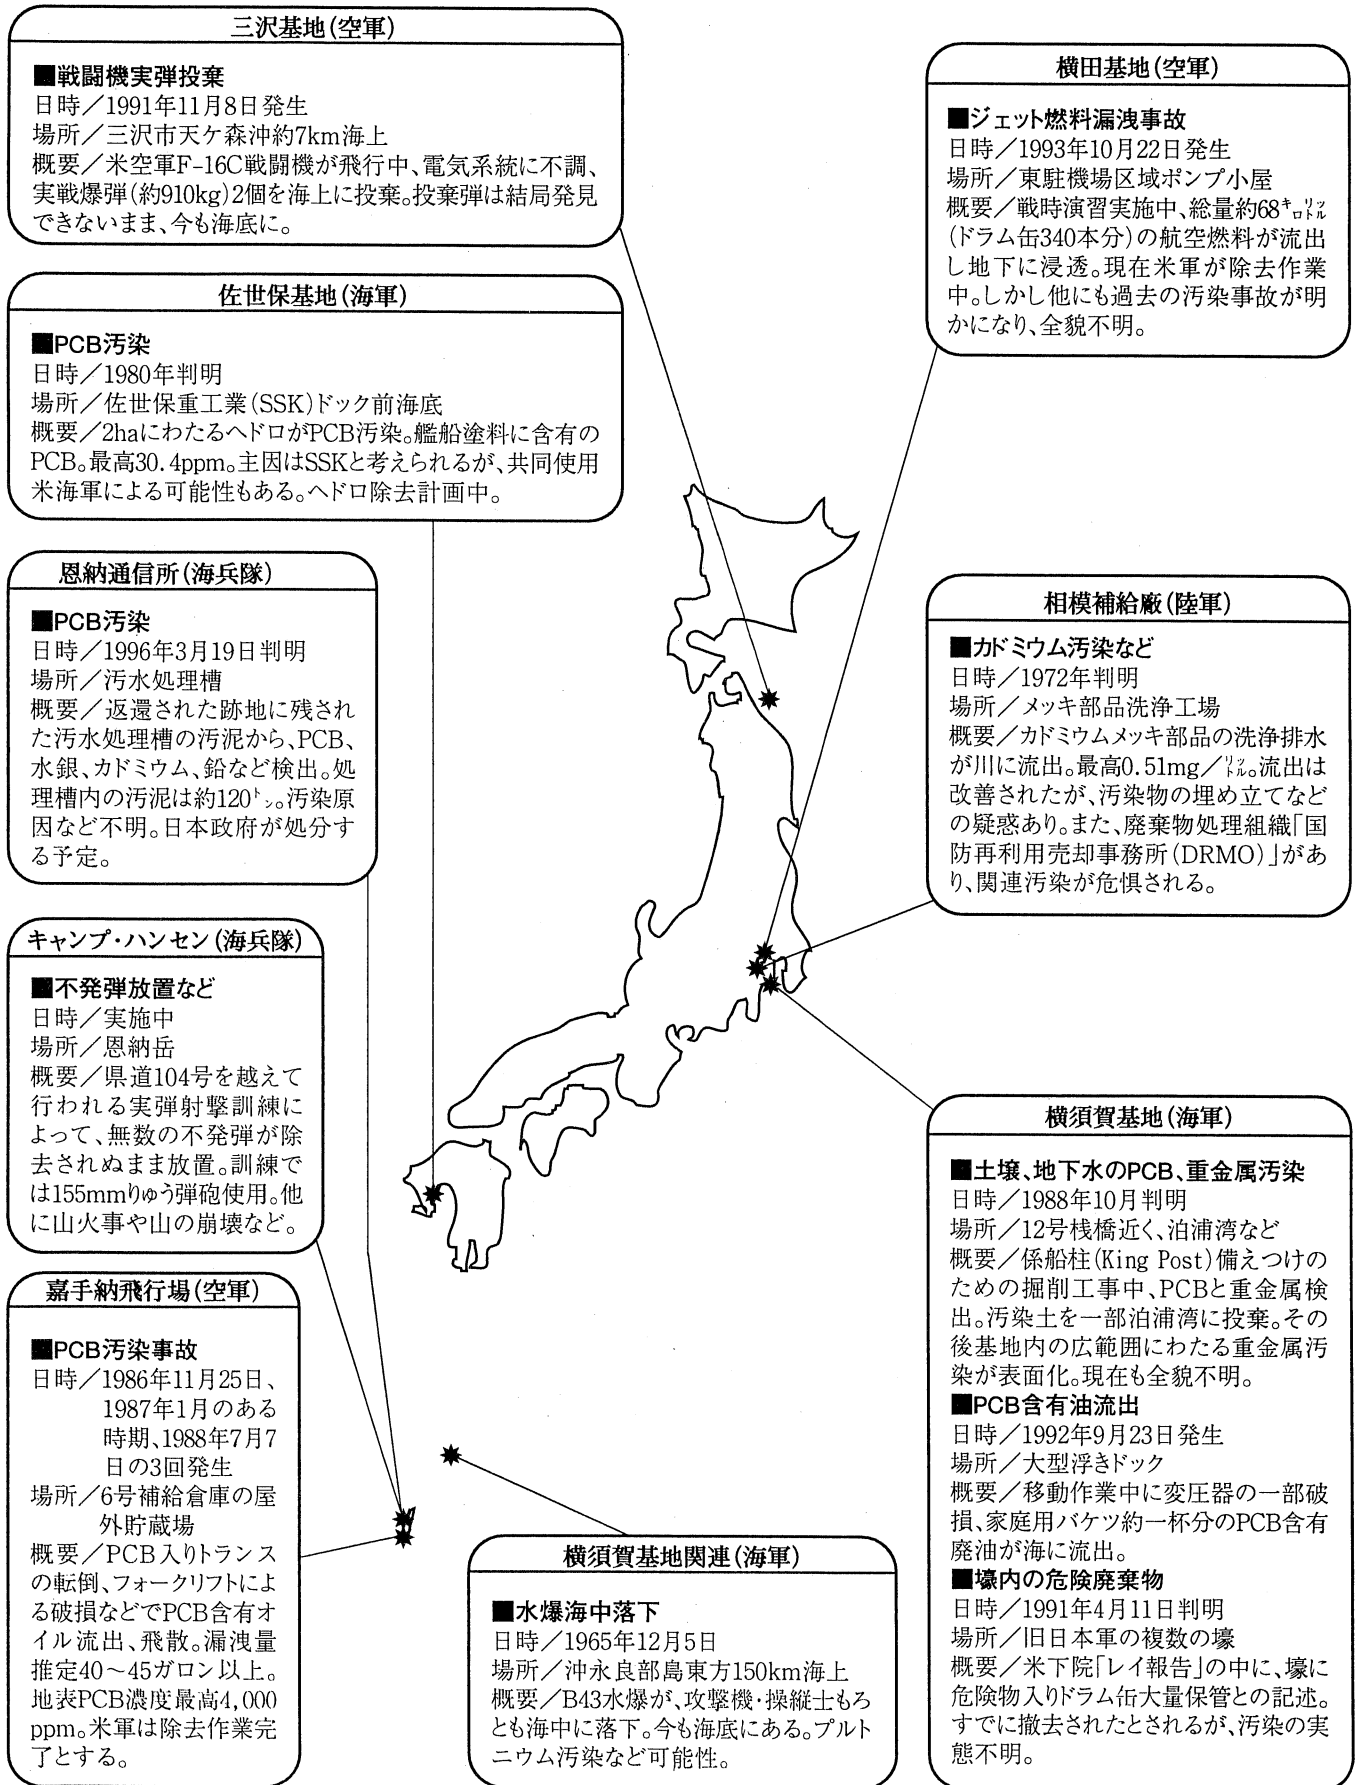 三沢基地(空軍)
■戦闘機実弾投棄
日時／1991年11月8日発生
場所／三沢市天ケ森沖約7km海上
概要／米空軍F-16C戦闘機が飛行中、電気系統に不調、
実戦爆弾(約910kg)2個を海上に投棄。投棄弾は結局発見
できないまま、今も海底に。
佐世保基地(海軍)
■PCB汚染
日時／1980年判明
場所／佐世保重工業(SSK)ドック前海底
概要／2haにわたるヘドロがPCB汚染。艦船塗料に含有の
PCB。最高30.4ppm。主因はSSKと考えられるが、共同使用
米海軍による可能性もある。ヘドロ除去計画中。
恩納通信所(海兵隊)
■PCB汚染
日時／1996年3月19日判明
場所／汚水処理槽
概要／返還された跡地に残され
た汚水処理槽の汚泥から、PCB、
水銀、カドミウム、鉛など検出。処
理槽内の汚泥は約120トン。汚染原
因など不明。日本政府が処分す
る予定。
キャンプ・ハンセン(海兵隊)
■不発弾放置など
日時／実施中
場所／恩納岳
概要／県道104号を越えて
行われる実弾射撃訓練に
よって、無数の不発弾が除
去されぬまま放置。訓練で
は155mmりゅう弾砲使用。他
に山火事や山の崩壊など。
嘉手納飛行場(空軍)
■PCB汚染事故
日時／1986年11月25日、
1987年1月のある
時期、1988年7月7
日の3回発生
場所／6号補給倉庫の屋
外貯蔵場
概要／PCB入りトランス
の転倒、フォークリフトによ
る破損などでPCB含有オ
イル流出、飛散。漏洩量
推定40～45ガロン以上。
地表PCB濃度最高4,000
ppm。米軍は除去作業完
了とする。
横田基地(空軍)
■ジェット燃料漏洩事故
日時／1993年10月22日発生
場所／東駐機場区域ポンプ小屋
概要／戦時演習実施中、総量約68キロリットル
(ドラム缶340本分)の航空燃料が流出
し地下に浸透。現在米軍が除去作業
中。しかし他にも過去の汚染事故が明
かになり、全貌不明。
相模補給廠(陸軍)
■カドミウム汚染など
日時／1972年判明
場所／メッキ部品洗浄工場
概要／カドミウムメッキ部品の洗浄排水
が川に流出。最高0.51mg／リットル。流出は
改善されたが、汚染物の埋め立てなど
の疑惑あり。また、廃棄物処理組織「国
防再利用売却事務所(DRMO)」があ
り、関連汚染が危惧される。
横須賀基地(海軍)
■土壌、地下水のPCB、重金属汚染
日時／1988年10月判明
場所／12号桟橋近く、泊浦湾など
概要／係船柱(King Post)備えつけの
ための掘削工事中、PCBと重金属検
出。汚染土を一部泊浦湾に投棄。その
後基地内の広範囲にわたる重金属汚
染が表面化。現在も全貌不明。
■PCB含有油流出
日時／1992年9月23日発生
場所／大型浮きドック
概要／移動作業中に変圧器の一部破
損、家庭用バケツ約一杯分のPCB含有
廃油が海に流出。
■壕内の危険廃棄物
日時／1991年4月11日判明
場所／旧日本軍の複数の壕
概要／米下院「レイ報告」の中に、壕に
危険物入りドラム缶大量保管との記述。
すでに撤去されたとされるが、汚染の実
態不明。
横須賀基地関連(海軍)
■水爆海中落下
日時／1965年12月5日
場所／沖永良部島東方150km海上
概要／B43水爆が、攻撃機・操縦士もろ
とも海中に落下。今も海底にある。プルト
ニウム汚染など可能性。